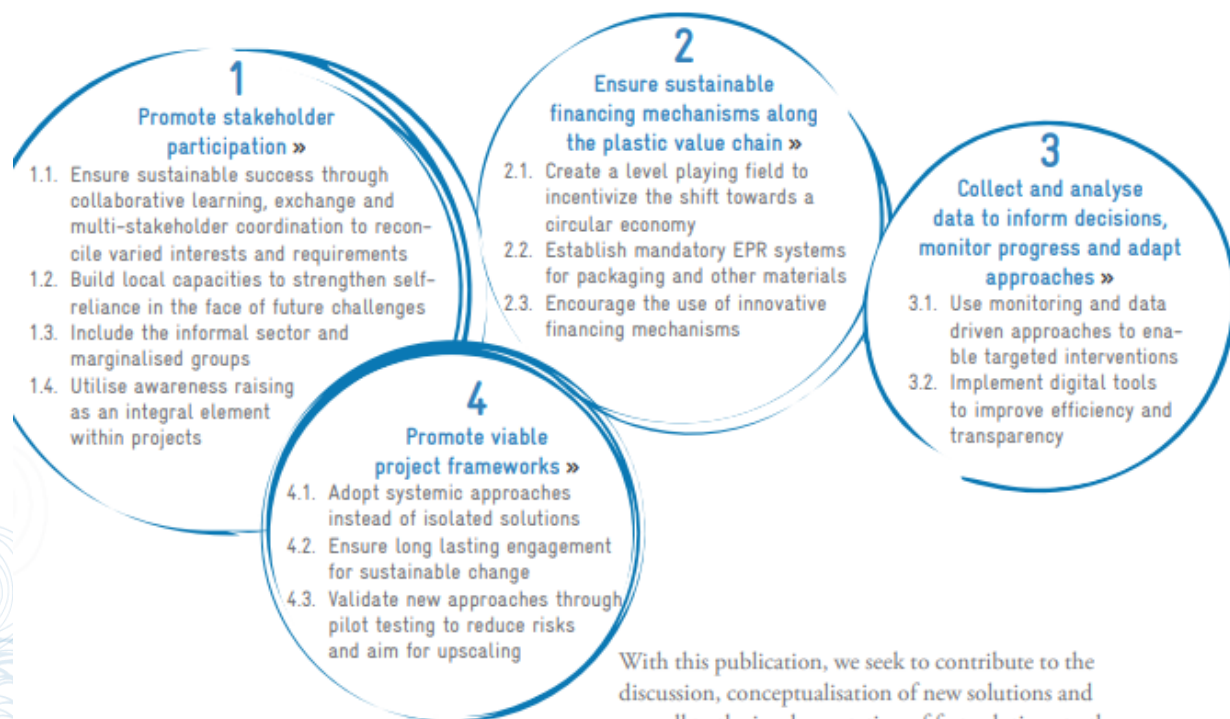 1
Promote stakeholder
participation »
1.1. Ensure sustainable success through
collaborative learning, exchange and
multi-stakeholder coordination to recon-
cile varied interests and requirements
1.2. Build local capacities to strengthen self-
reliance in the face of future challenges
1.3. Include the informal sector and
marginalised groups
1.4. Utilise awareness raising
as an integral element
within projects
2
Ensure sustainable
financing mechanisms along
the plastic value chain »
2.1. Create a level playing field to
incentivize the shift towards a
circular economy
2.2. Establish mandatory EPR systems
for packaging and other materials
2.3. Encourage the use of innovative
financing mechanisms
3
Collect and analyse
data to inform decisions,
monitor progress and adapt
approaches »
3.1. Use monitoring and data
driven approaches to ena-
ble targeted interventions
3.2. Implement digital tools
to improve efficiency and
transparency
4
Promote viable
project frameworks »
4.1. Adopt systemic approaches
instead of isolated solutions
4.2. Ensure long lasting engagement
for sustainable change
4.3. Validate new approaches through
pilot testing to reduce risks
and aim for upscaling
With this publication, we seek to contribute to the
discussion, conceptualisation of new solutions and